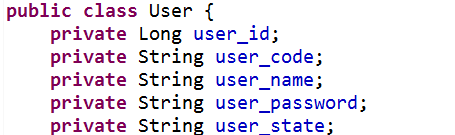 public class User {
    private Long user_id;
    private String user_code;
    private String user_name;
    private String user_password;
    private String user_state;